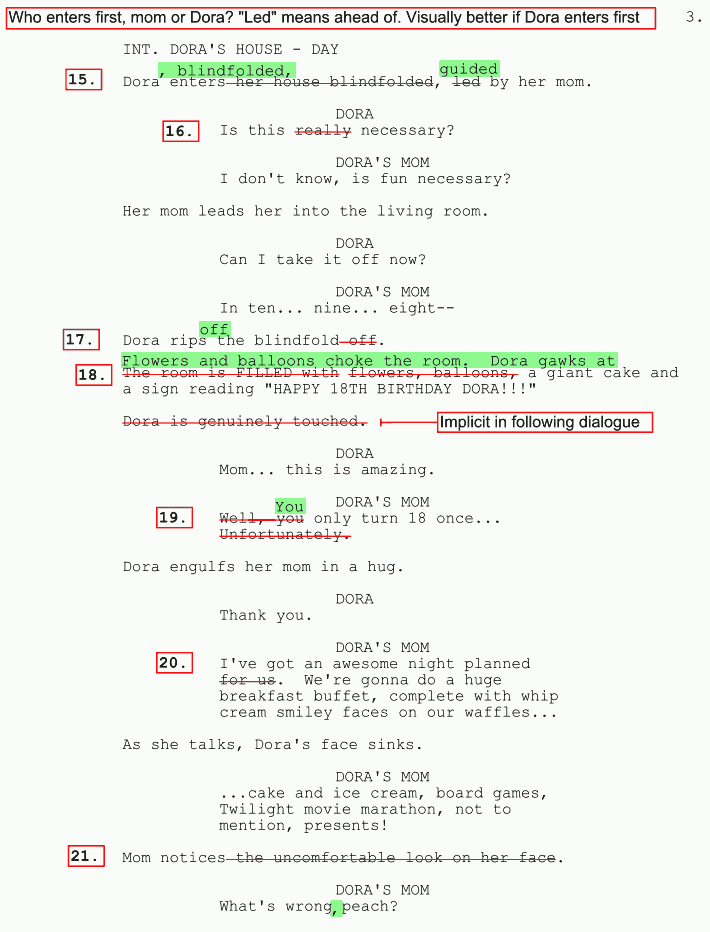 Who enters first, mom or Dora? "Led" means ahead of. Visually better if Dora enters first
3.
INT. DORA'S HOUSE - DAY
, blindfolded, guided
15. Dora enters her house blindfolded, led by her mom.
DORA
16. Is this really necessary?
DORA'S MOM
I don't know, is fun necessary?
Her mom leads her into the living room.
DORA
Can I take it off now?
DORA'S MOM
In ten... nine... eight--
off
17. Dora rips the blindfold off.
Flowers and balloons choke the room. Dora gawks at
18. The room is FILLED with flowers, balloons, a giant cake and
a sign reading "HAPPY 18TH BIRTHDAY DORA!!!"
Dora is genuinely touched. Implicit in following dialogue
DORA
Mom... this is amazing.
DORA'S MOM
You
19. Well, you only turn 18 once...
Unfortunately.
Dora engulfs her mom in a hug.
DORA
Thank you.
DORA'S MOM
20. I've got an awesome night planned
for us. We're gonna do a huge
breakfast buffet, complete with whip
cream smiley faces on our waffles...
As she talks, Dora's face sinks.
DORA'S MOM
...cake and ice cream, board games,
Twilight movie marathon, not to
mention, presents!
21. Mom notices the uncomfortable look on her face.
DORA'S MOM
What's wrong, peach?